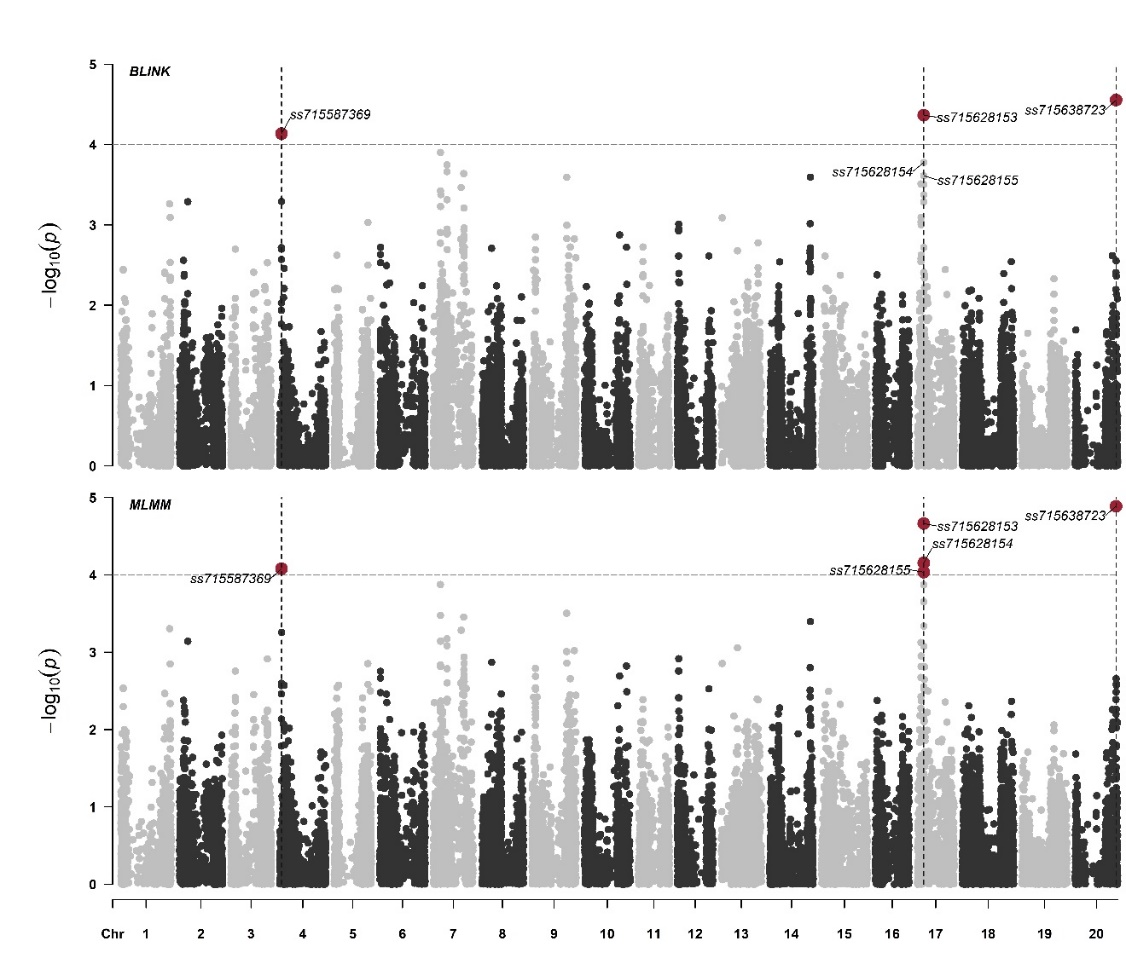 5
BLINK
ss715587369
ss715628153
ss715638723
4
ss715628154
ss715628155
3
−log10(p)
2
1
0
5
MLMM
ss715638723
ss715628153
ss715628154
ss715587369
ss715628155
4
3
−log10(p)
2
1
0
Chr 1 2 3 4 5 6 7 8 9 10 11 12 13 14 15 16 17 18 19 20